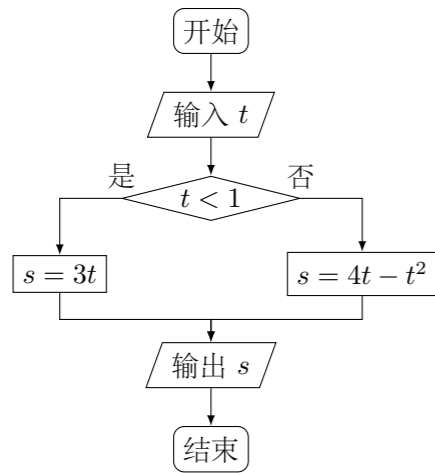 开始
输入 t
是
否
t < 1
s = 3t
s = 4t − t²
输出 s
结束